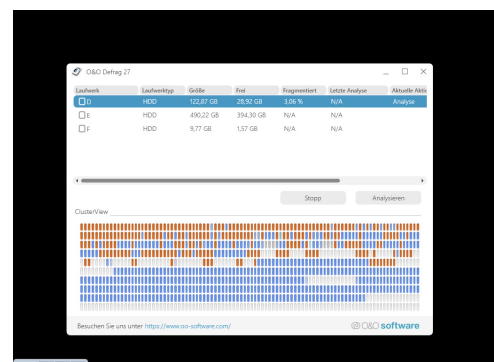 O&O Defrag 27
Laufwerk Laufwerktyp Größe Frei Fragmentiert Letzte Analyse Aktuelle Aktio
D HDD 122,87 GB 28,92 GB 3,06 % N/A Analyse
E HDD 490,22 GB 394,30 GB N/A N/A
F HDD 9,77 GB 1,57 GB N/A N/A
Stopp Analysieren
ClusterView
Besuchen Sie uns unter https://www.oo-software.com/ O&O software